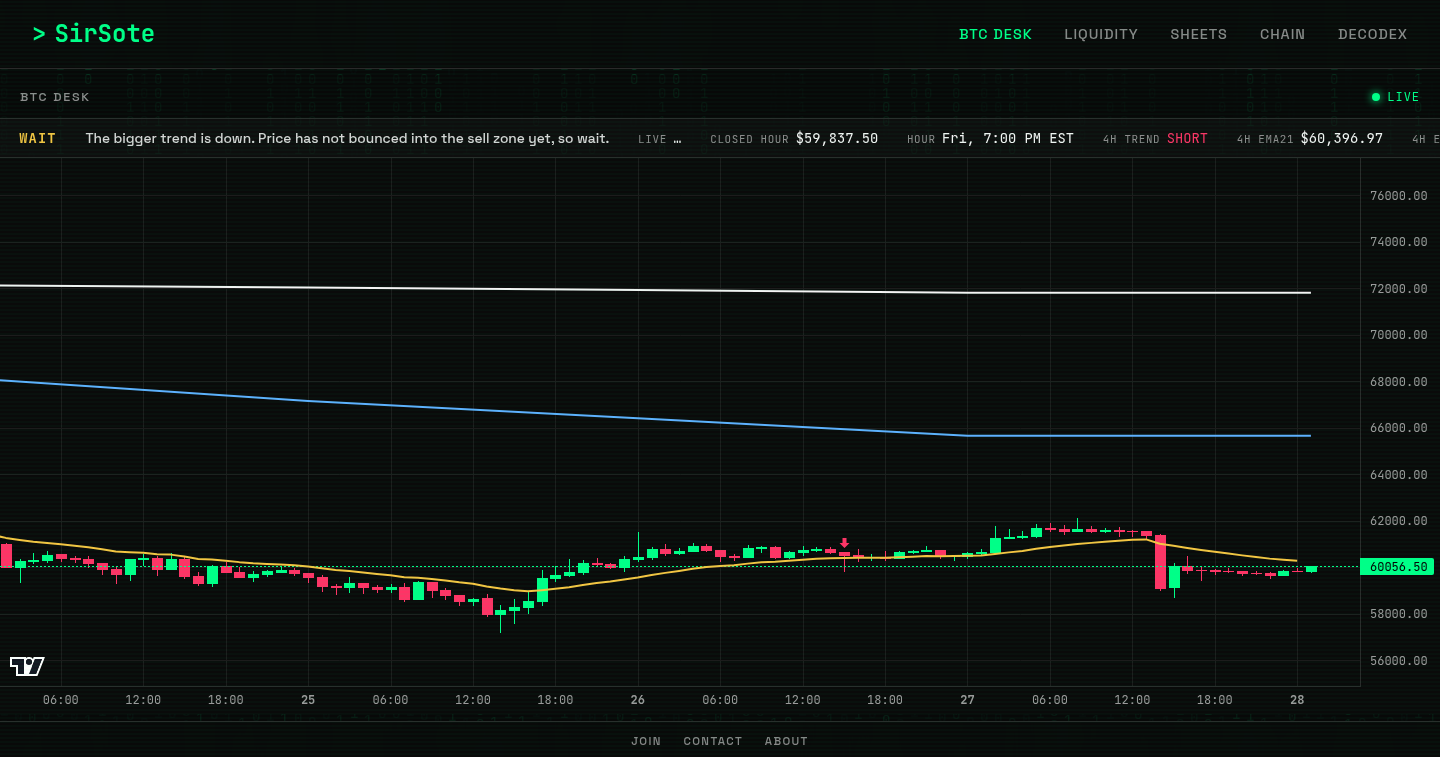 > SirSote
BTC DESK LIQUIDITY SHEETS CHAIN DECODEX
BTC DESK
LIVE
WAIT The bigger trend is down. Price has not bounced into the sell zone yet, so wait. LIVE … CLOSED HOUR $59,837.50 HOUR Fri, 7:00 PM EST 4H TREND SHORT 4H EMA21 $60,396.97 4H E
76000.00
74000.00
72000.00
70000.00
68000.00
66000.00
64000.00
62000.00
60056.50
58000.00
56000.00
06:00 12:00 18:00 25 06:00 12:00 18:00 26 06:00 12:00 18:00 27 06:00 12:00 18:00 28
JOIN CONTACT ABOUT